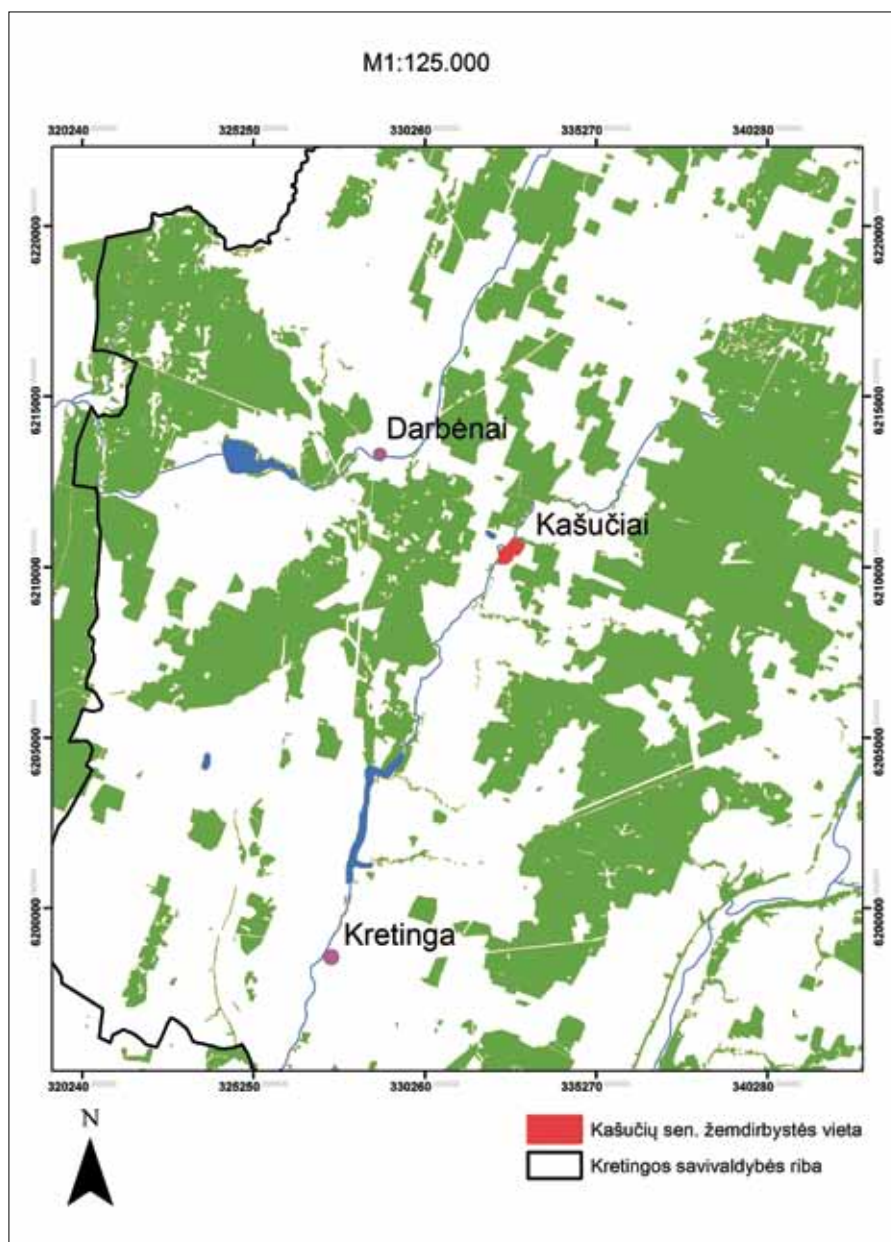 M1:125.000
320240 325250 330260 335270 340280
6220000 6220000
6215000 6215000
Darbėnai
Kašučiai
6210000 6210000
6205000 6205000
6200000 6200000
Kretinga
320240 325250 330260 335270 340280
N
Kašučių sen. žemdirbystės vieta
Kretingos savivaldybės riba